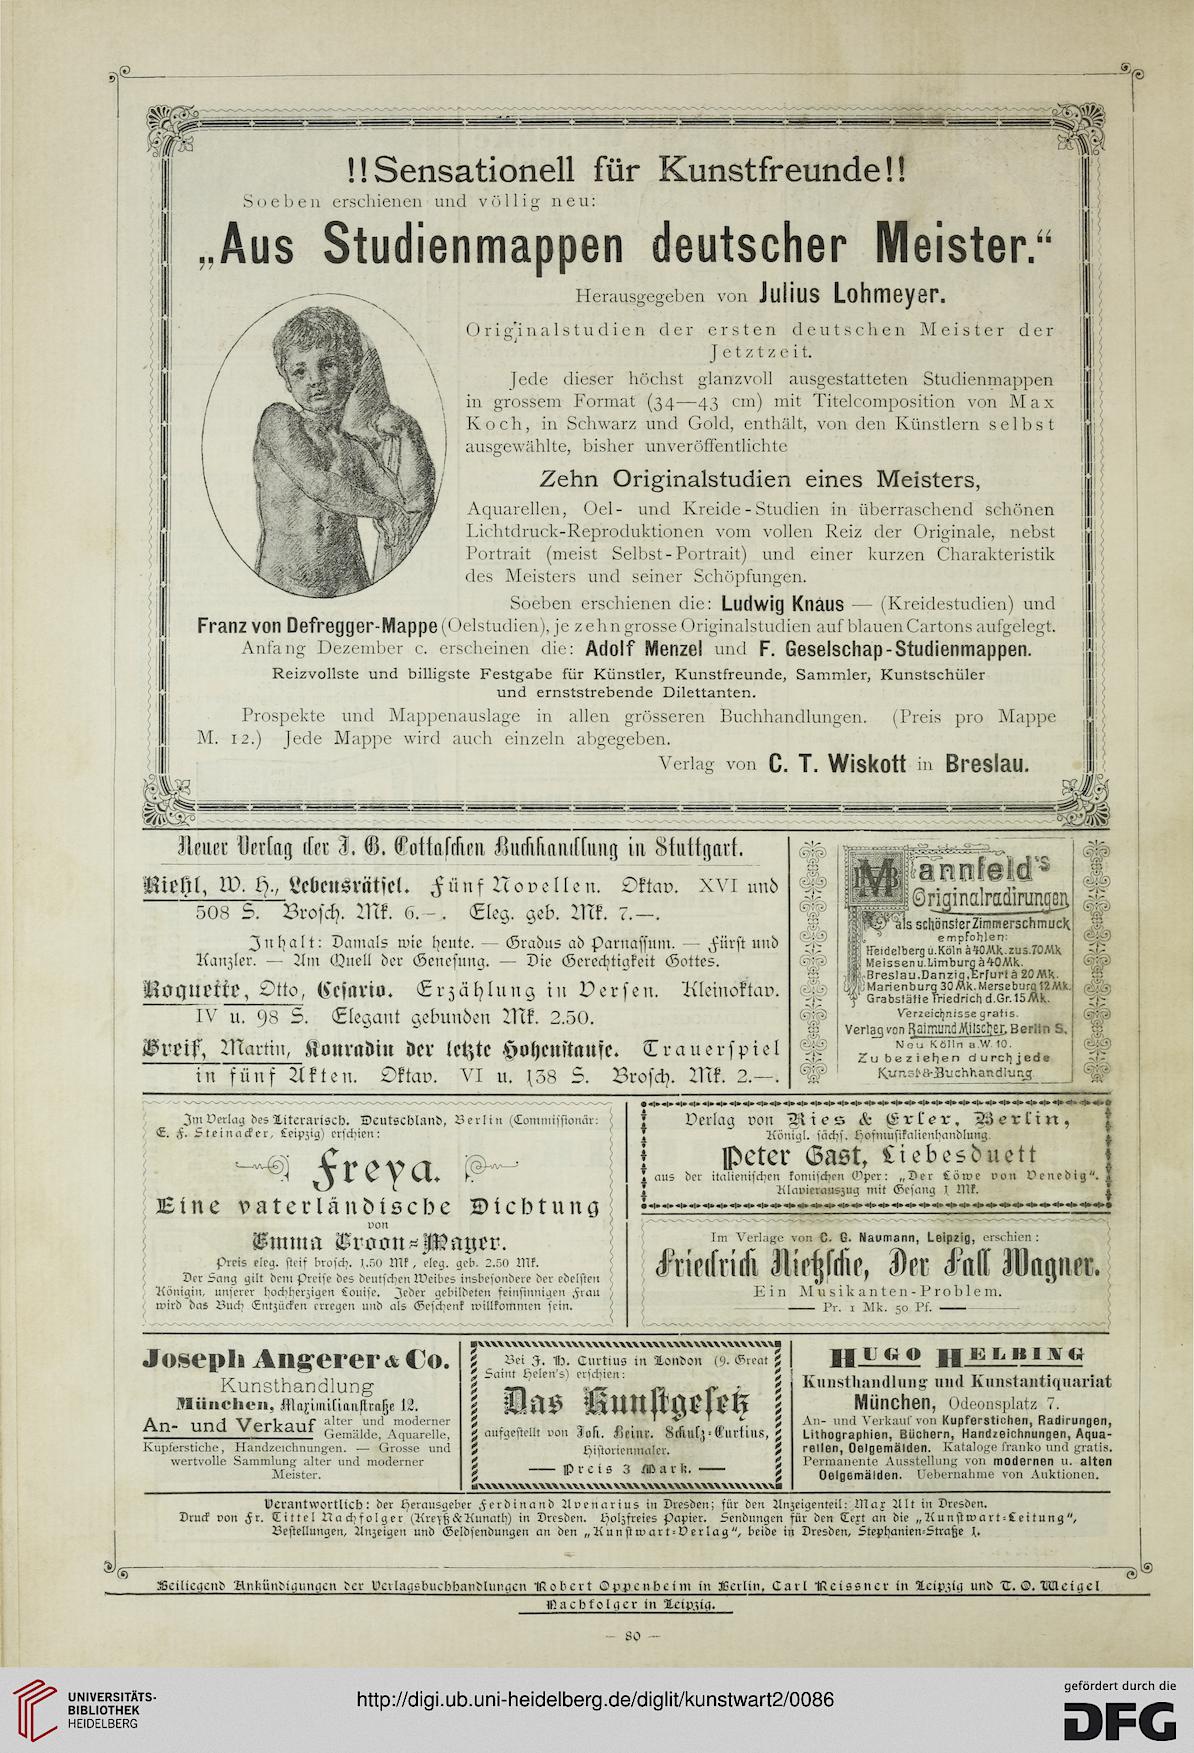 !!Sensationell für Kunstfreunde!!
Soeben erschienen und völlig neu:
„Aus Studienmappen deutscher Meister.“
Herausgegeben von Julius Lohmeyer.
Originalstudien der ersten deutschen Meister der
Jetztzeit.
Jede dieser höchst glanzvoll ausgestatteten Studienmappen
in grossem Format (34—43 cm) mit Titelcomposition von Max
Koch, in Schwarz und Gold, enthält, von den Künstlern selbst
ausgewählte, bisher unveröffentlichte
Zehn Originalstudien eines Meisters,
Aquarellen, Oel- und Kreide-Studien in überraschend schönen
Lichtdruck-Reproduktionen vom vollen Reiz der Originale, nebst
Portrait (meist Selbst-Portrait) und einer kurzen Charakteristik
des Meisters und seiner Schöpfungen.
Soeben erschienen die: Ludwig Knaus — (Kreidestudien) und
Franz von Defregger-Mappe (Oelstudien), je zehn grosse Originalstudien auf blauen Cartons aufgelegt.
Anfang Dezember c. erscheinen die: Adolf Menzel und F. Geselschap-Studienmappen.
Reizvollste und billigste Festgabe für Künstler, Kunstfreunde, Sammler, Kunstschüler
und ernststrebende Dilettanten.
Prospekte und Mappenauslage in allen grösseren Buchhandlungen. (Preis pro Mappe
M. 12.) Jede Mappe wird auch einzeln abgegeben.
Verlag von C. T. Wiskott in Breslau.
Neuer Verlag der J. G. Cottaschen Buchhandlung in Stuttgart.
Riehl, W. H., Lebensrätsel. Fünf Novellen. Oktav. XVI und
508 S. Brosch. Mk. 6.—. Eleg. geb. Mk. 7.—.
Inhalt: Damals wie heute. — Gradus ad Parnassum. — Fürst und
Kanzler. — Am Quell der Genesung. — Die Gerechtigkeit Gottes.
Roquette, Otto, Cesario. Erzählung in Versen. Kleinoktav.
IV u. 98 S. Elegant gebunden Mk. 2.50.
Greif, Martin, Konradin der letzte Hohenstaufe. Trauerspiel
in fünf Akten. Oktav. VI u. 138 S. Brosch. Mk. 2.—.
Mannfeld's
Originalradirungen
als schönster Zimmerschmuck
empfohlen:
Heidelberg u. Köln à 40Mk. zus. 70Mk
Meissen u. Limburg à 40Mk.
Breslau. Danzig. Erfurt à 20 Mk.
Marienburg 30 Mk. Merseburg 12 Mk.
Grabstätte Friedrich d. Gr. 15 Mk.
Verzeichnisse gratis.
Verlag von Raimund Mitscher, Berlin S.
Neu Kölln a. W. 10.
Zu beziehen durch jede
Kunst-&-Buchhandlung
Im Verlag des Literarisch. Deutschland, Berlin (Commissionär:
E. F. Steinacker, Leipzig) erschien:
Freya.
Eine vaterländische Dichtung
von
Emma Croon-Mayer.
Preis eleg. steif brosch. 1.50 Mk, eleg. geb. 2.50 Mk.
Der Sang gilt dem Preise des deutschen Weibes insbesondere der edelsten
Königin, unserer hochherzigen Louise. Jeder gebildeten feinsinnigen Frau
wird das Buch Entzücken erregen und als Geschenk willkommen sein.
Verlag von Ries & Erler, Berlin,
Königl. sächs. Hofmusikalienhandlung.
Peter Gast, Liebesduett
aus der italienischen komischen Oper: „Der Löwe von Venedig“.
Klavierauszug mit Gesang 1 Mk.
Im Verlage von C. G. Naumann, Leipzig, erschien:
Friedrich Nietzsche, Der Fall Wagner.
Ein Musikanten-Problem.
Pr. 1 Mk. 50 Pf.
Joseph Angerer & Co.
Kunsthandlung
München, Maximilianstraße 12.
An- und Verkauf alter und moderner
Gemälde, Aquarelle,
Kupferstiche, Handzeichnungen. — Grosse und
wertvolle Sammlung alter und moderner
Meister.
Bei J. H. Curtius in London (9. Great
Saint Helen's) erschien:
Das Kunstgesetz
aufgestellt von Joh. Heinr. Schulz-Curtius,
Historienmaler.
Preis 3 Mark.
HUGO HELBING
Kunsthandlung und Kunstantiquariat
München, Odeonsplatz 7.
An- und Verkauf von Kupferstichen, Radirungen,
Lithographien, Büchern, Handzeichnungen, Aqua-
rellen, Oelgemälden. Kataloge franko und gratis.
Permanente Ausstellung von modernen u. alten
Oelgemälden. Uebernahme von Auktionen.
Verantwortlich: der Herausgeber Ferdinand Avenarius in Dresden; für den Anzeigenteil: Max Alt in Dresden.
Druck von Fr. Tittel Nachfolger (Kreyß & Kunath) in Dresden. Holzfreies Papier. Sendungen für den Text an die „Kunstwart-Leitung“,
Bestellungen, Anzeigen und Geldsendungen an den „Kunstwart-Verlag“, beide in Dresden, Stephanien-Straße 1.
Beiliegend Ankündigungen der Verlagsbuchhandlungen Robert Oppenheim in Berlin, Carl Reissner in Leipzig und T. O. Weigel
Nachfolger in Leipzig.
— 80 —
UNIVERSITÄTS-
BIBLIOTHEK
HEIDELBERG
http://digi.ub.uni-heidelberg.de/diglit/kunstwart2/0086
gefördert durch die
DFG